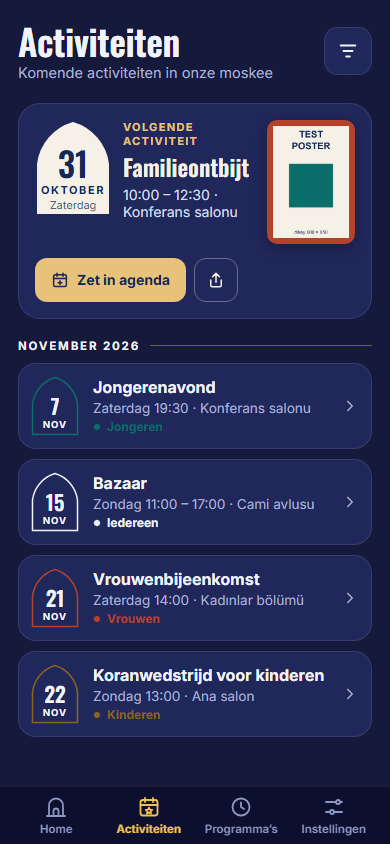 Activiteiten
Komende activiteiten in onze moskee
31
OKTOBER
Zaterdag
VOLGENDE
ACTIVITEIT
Familieontbijt
10:00 – 12:30 ·
Konferans salonu
TEST
POSTER
Zet in agenda
NOVEMBER 2026
7
NOV
Jongerenavond
Zaterdag 19:30 · Konferans salonu
Jongeren
15
NOV
Bazaar
Zondag 11:00 – 17:00 · Cami avlusu
Iedereen
21
NOV
Vrouwenbijeenkomst
Zaterdag 14:00 · Kadınlar bölümü
Vrouwen
22
NOV
Koranwedstrijd voor kinderen
Zondag 13:00 · Ana salon
Kinderen
Home
Activiteiten
Programma's
Instellingen